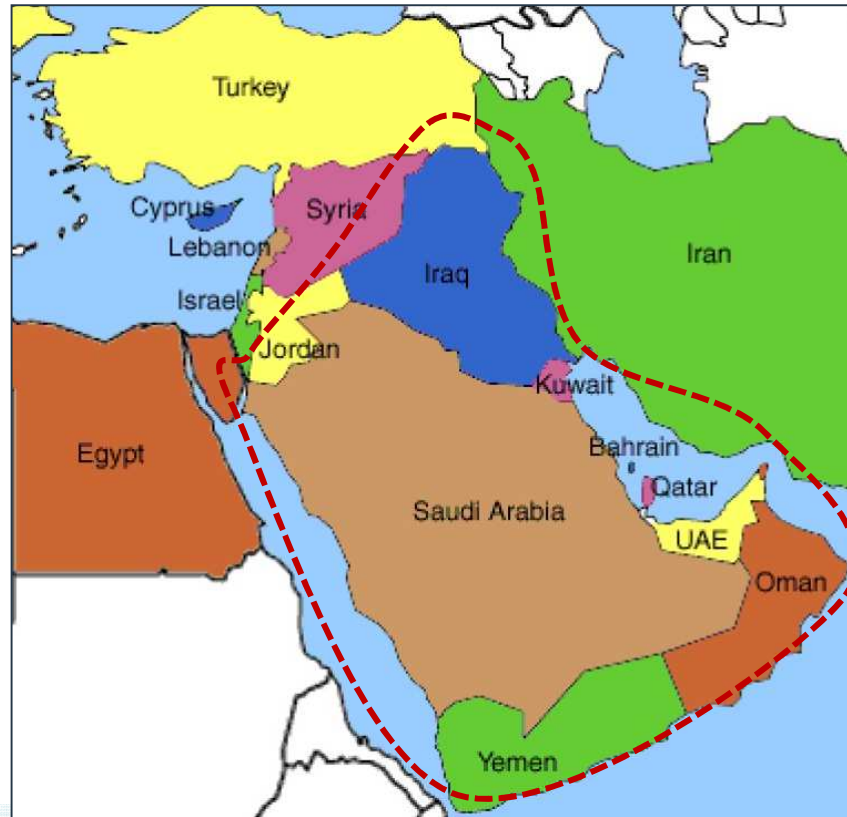 Turkey
Cyprus
Syria
Lebanon
Iran
Iraq
Israel
Jordan
Kuwait
Egypt
Bahrain
Qatar
Saudi Arabia
UAE
Oman
Yemen